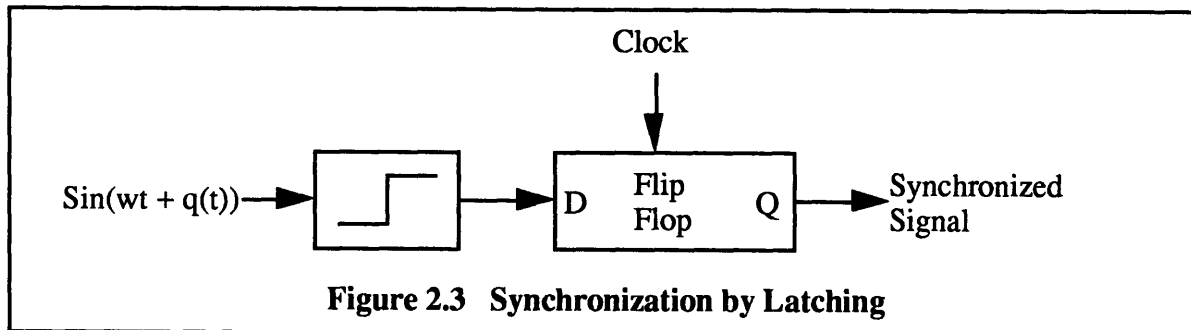 Clock
Sin(wt + q(t))
D
Flip
Flop
Q
Synchronized
Signal
Figure 2.3 Synchronization by Latching